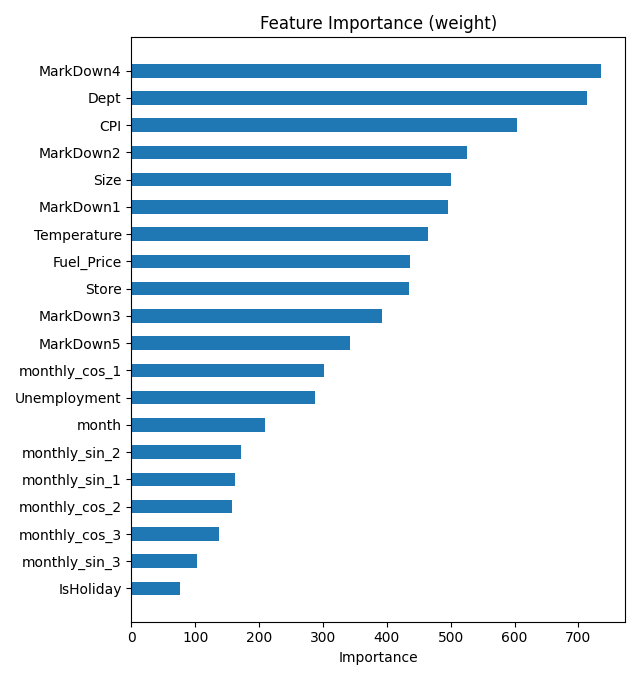 Feature Importance (weight)
MarkDown4
Dept
CPI
MarkDown2
Size
MarkDown1
Temperature
Fuel_Price
Store
MarkDown3
MarkDown5
monthly_cos_1
Unemployment
month
monthly_sin_2
monthly_sin_1
monthly_cos_2
monthly_cos_3
monthly_sin_3
IsHoliday
0 100 200 300 400 500 600 700
Importance